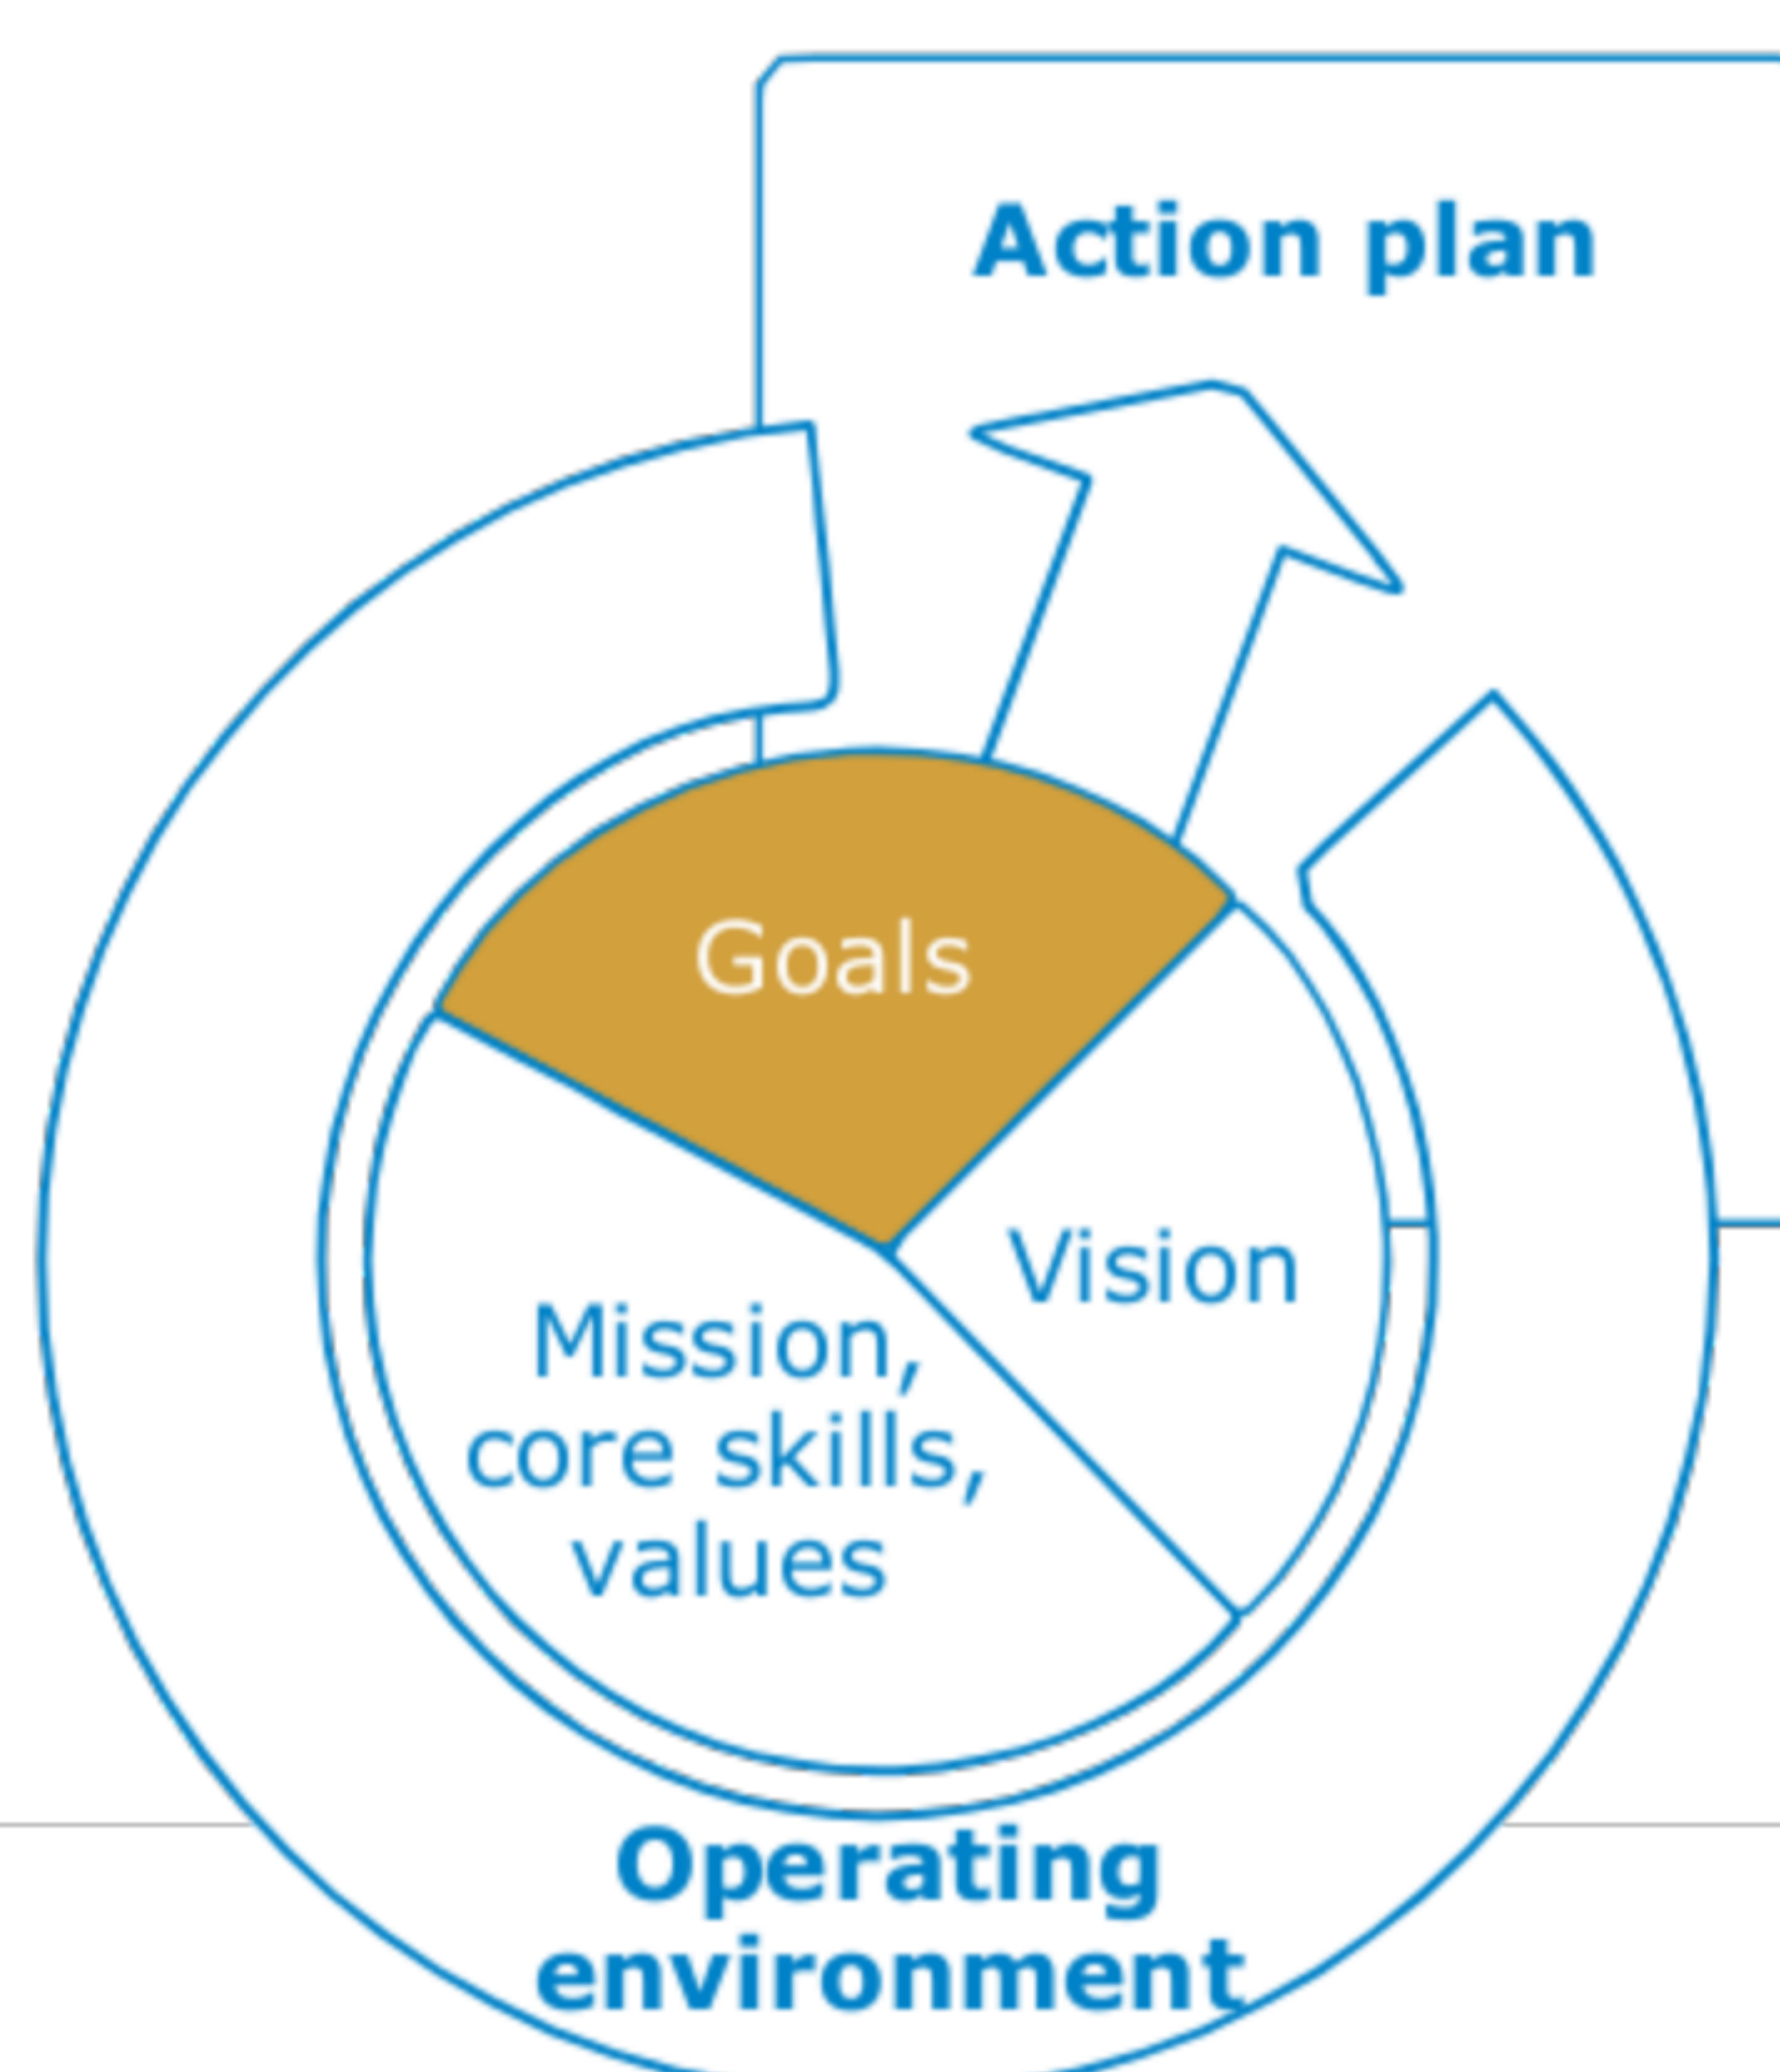 Action plan
Goals
Vision
Mission,
core skills,
values
Operating
environment